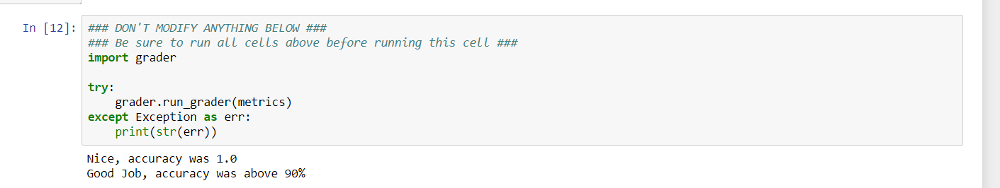 In [12]: ### DON'T MODIFY ANYTHING BELOW ###
### Be sure to run all cells above before running this cell ###
import grader

try:
    grader.run_grader(metrics)
except Exception as err:
    print(str(err))
Nice, accuracy was 1.0
Good Job, accuracy was above 90%